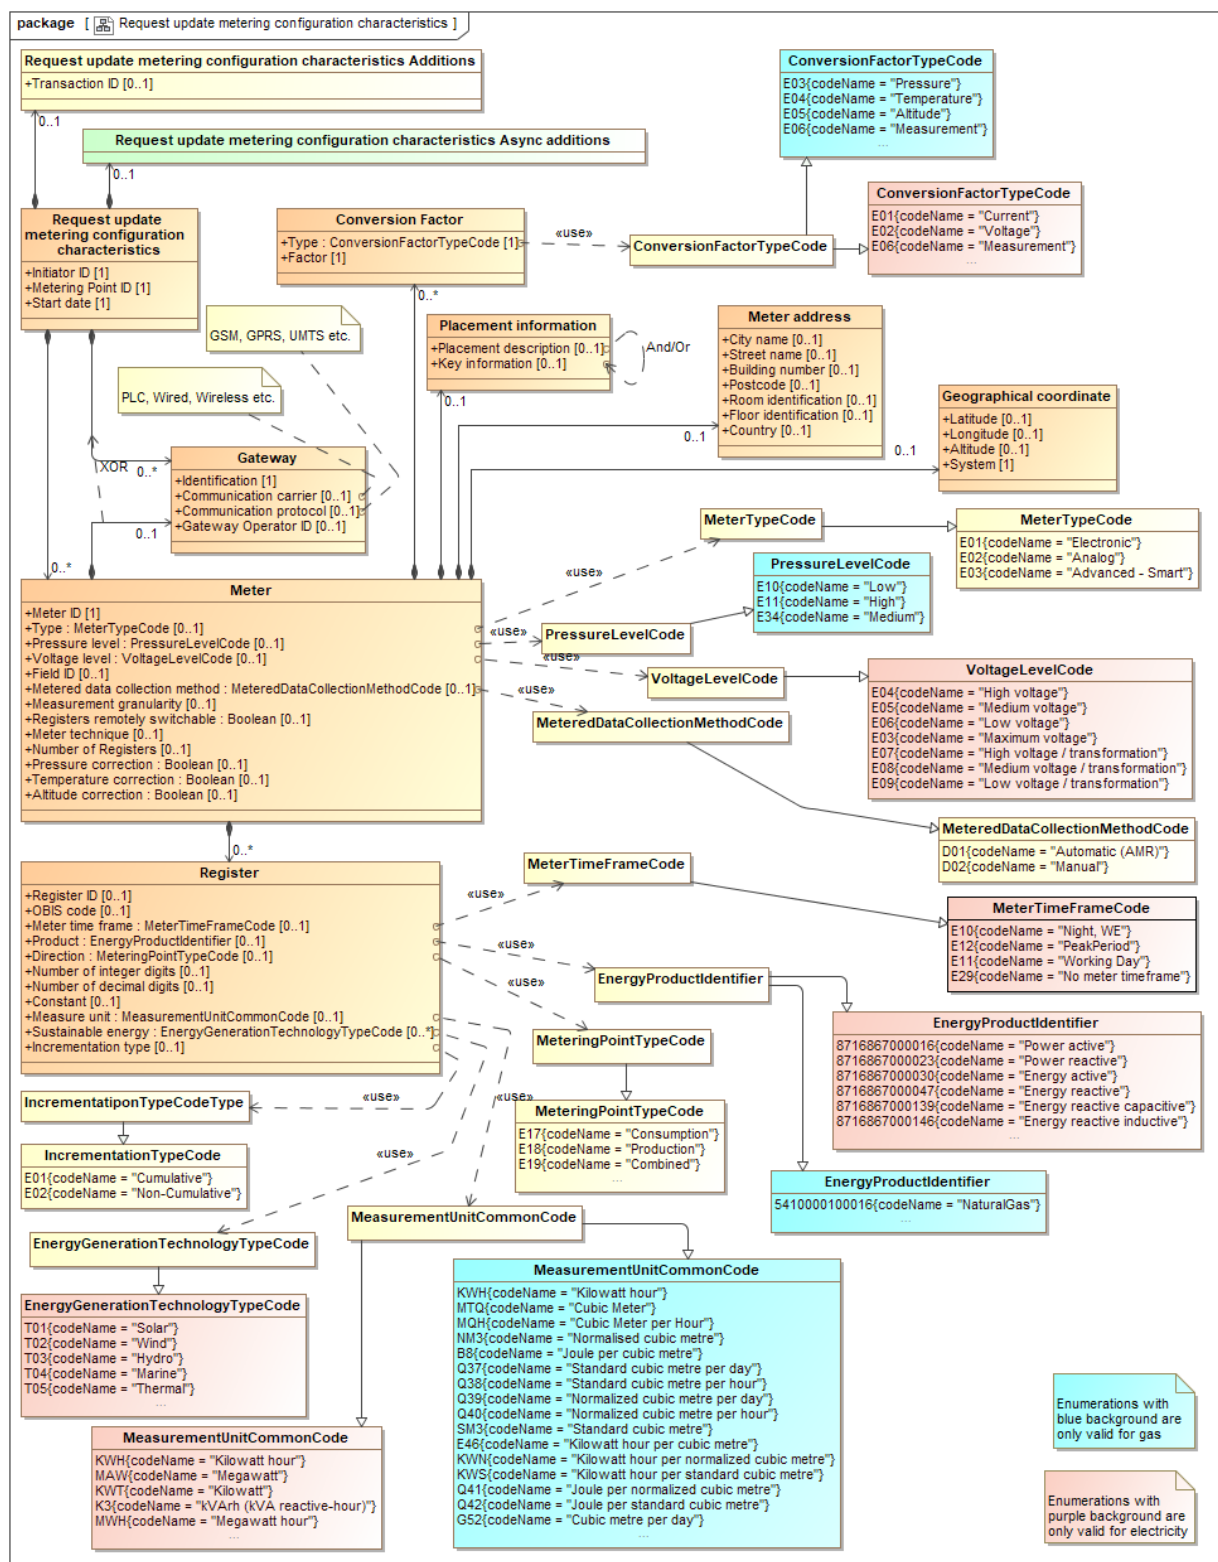 package [ Request update metering configuration characteristics ]
Request update metering configuration characteristics Additions
+Transaction ID [0..1]
0..1
Request update metering configuration characteristics Async additions
0..1
ConversionFactorTypeCode
E03{codeName = "Pressure"}
E04{codeName = "Temperature"}
E05{codeName = "Altitude"}
E06{codeName = "Measurement"}
...
Request update
metering configuration
characteristics
+Initiator ID [1]
+Metering Point ID [1]
+Start date [1]
Conversion Factor
+Type : ConversionFactorTypeCode [1]
+Factor [1]
«use»
ConversionFactorTypeCode
ConversionFactorTypeCode
E01{codeName = "Current"}
E02{codeName = "Voltage"}
E06{codeName = "Measurement"}
...
0..*
GSM, GPRS, UMTS etc.
PLC, Wired, Wireless etc.
Placement information
+Placement description [0..1]
+Key information [0..1]
And/Or
0..1
Meter address
+City name [0..1]
+Street name [0..1]
+Building number [0..1]
+Postcode [0..1]
+Room identification [0..1]
+Floor identification [0..1]
+Country [0..1]
0..1
Geographical coordinate
+Latitude [0..1]
+Longitude [0..1]
+Altitude [0..1]
+System [1]
0..1
XOR
0..*
Gateway
+Identification [1]
+Communication carrier [0..1]
+Communication protocol [0..1]
+Gateway Operator ID [0..1]
0..1
0..*
Meter
+Meter ID [1]
+Type : MeterTypeCode [0..1]
+Pressure level : PressureLevelCode [0..1]
+Voltage level : VoltageLevelCode [0..1]
+Field ID [0..1]
+Metered data collection method : MeteredDataCollectionMethodCode [0..1]
+Measurement granularity [0..1]
+Registers remotely switchable : Boolean [0..1]
+Meter technique [0..1]
+Number of Registers [0..1]
+Pressure correction : Boolean [0..1]
+Temperature correction : Boolean [0..1]
+Altitude correction : Boolean [0..1]
«use»
MeterTypeCode
MeterTypeCode
E01{codeName = "Electronic"}
E02{codeName = "Analog"}
E03{codeName = "Advanced - Smart"}
«use»
PressureLevelCode
PressureLevelCode
E10{codeName = "Low"}
E11{codeName = "High"}
E34{codeName = "Medium"}
«use»
VoltageLevelCode
VoltageLevelCode
E04{codeName = "High voltage"}
E05{codeName = "Medium voltage"}
E06{codeName = "Low voltage"}
E03{codeName = "Maximum voltage"}
E07{codeName = "High voltage / transformation"}
E08{codeName = "Medium voltage / transformation"}
E09{codeName = "Low voltage / transformation"}
«use»
MeteredDataCollectionMethodCode
MeteredDataCollectionMethodCode
D01{codeName = "Automatic (AMR)"}
D02{codeName = "Manual"}
0..*
Register
+Register ID [0..1]
+OBIS code [0..1]
+Meter time frame : MeterTimeFrameCode [0..1]
+Product : EnergyProductIdentifier [0..1]
+Direction : MeteringPointTypeCode [0..1]
+Number of integer digits [0..1]
+Number of decimal digits [0..1]
+Constant [0..1]
+Measure unit : MeasurementUnitCommonCode [0..1]
+Sustainable energy : EnergyGenerationTechnologyTypeCode [0..*]
+Incrementation type [0..1]
«use»
MeterTimeFrameCode
MeterTimeFrameCode
E10{codeName = "Night, WE"}
E12{codeName = "PeakPeriod"}
E11{codeName = "Working Day"}
E29{codeName = "No meter timeframe"}
«use»
EnergyProductIdentifier
EnergyProductIdentifier
8716867000016{codeName = "Power active"}
8716867000023{codeName = "Power reactive"}
8716867000030{codeName = "Energy active"}
8716867000047{codeName = "Energy reactive"}
8716867000139{codeName = "Energy reactive capacitive"}
8716867000146{codeName = "Energy reactive inductive"}
...
«use»
MeteringPointTypeCode
MeteringPointTypeCode
E17{codeName = "Consumption"}
E18{codeName = "Production"}
E19{codeName = "Combined"}
...
EnergyProductIdentifier
5410000100016{codeName = "NaturalGas"}
...
IncrementatiponTypeCodeType
«use»
«use»
«use»
IncrementationTypeCode
E01{codeName = "Cumulative"}
E02{codeName = "Non-Cumulative"}
EnergyGenerationTechnologyTypeCode
EnergyGenerationTechnologyTypeCode
T01{codeName = "Solar"}
T02{codeName = "Wind"}
T03{codeName = "Hydro"}
T04{codeName = "Marine"}
T05{codeName = "Thermal"}
...
MeasurementUnitCommonCode
MeasurementUnitCommonCode
KWH{codeName = "Kilowatt hour"}
MTQ{codeName = "Cubic Meter"}
MQH{codeName = "Cubic Meter per Hour"}
NM3{codeName = "Normalised cubic metre"}
B8{codeName = "Joule per cubic metre"}
Q37{codeName = "Standard cubic metre per day"}
Q38{codeName = "Standard cubic metre per hour"}
Q39{codeName = "Normalized cubic metre per day"}
Q40{codeName = "Normalized cubic metre per hour"}
SM3{codeName = "Standard cubic metre"}
E46{codeName = "Kilowatt hour per cubic metre"}
KWN{codeName = "Kilowatt hour per normalized cubic metre"}
KWS{codeName = "Kilowatt hour per standard cubic metre"}
Q41{codeName = "Joule per normalized cubic metre"}
Q42{codeName = "Joule per standard cubic metre"}
G52{codeName = "Cubic metre per day"}
...
MeasurementUnitCommonCode
KWH{codeName = "Kilowatt hour"}
MAW{codeName = "Megawatt"}
KWT{codeName = "Kilowatt"}
K3{codeName = "kVArh (kVA reactive-hour)"}
MWH{codeName = "Megawatt hour"}
...
Enumerations with
blue background are
only valid for gas
Enumerations with
purple background are
only valid for electricity